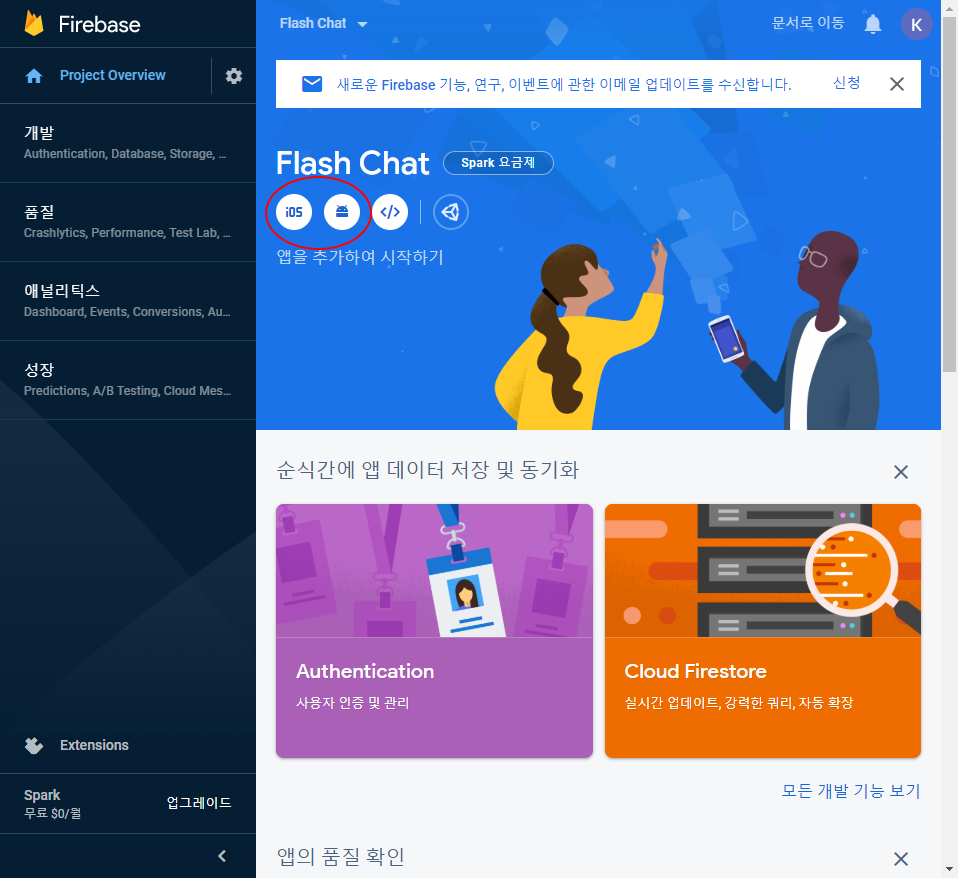 Firebase
Project Overview
개발
Authentication, Database, Storage, ...
품질
Crashlytics, Performance, Test Lab, ...
애널리틱스
Dashboard, Events, Conversions, Au...
성장
Predictions, A/B Testing, Cloud Mes...
Extensions
Spark
무료 $0/월
업그레이드
Flash Chat
문서로 이동
K
새로운 Firebase 기능, 연구, 이벤트에 관한 이메일 업데이트를 수신합니다.
신청
Flash Chat
Spark 요금제
iOS
</>
앱을 추가하여 시작하기
순식간에 앱 데이터 저장 및 동기화
Authentication
사용자 인증 및 관리
Cloud Firestore
실시간 업데이트, 강력한 쿼리, 자동 확장
모든 개발 기능 보기
앱의 품질 확인